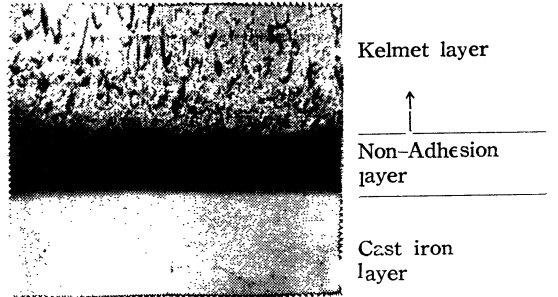 Kelmet layer
Non-Adhesion
layer
Cast iron
layer